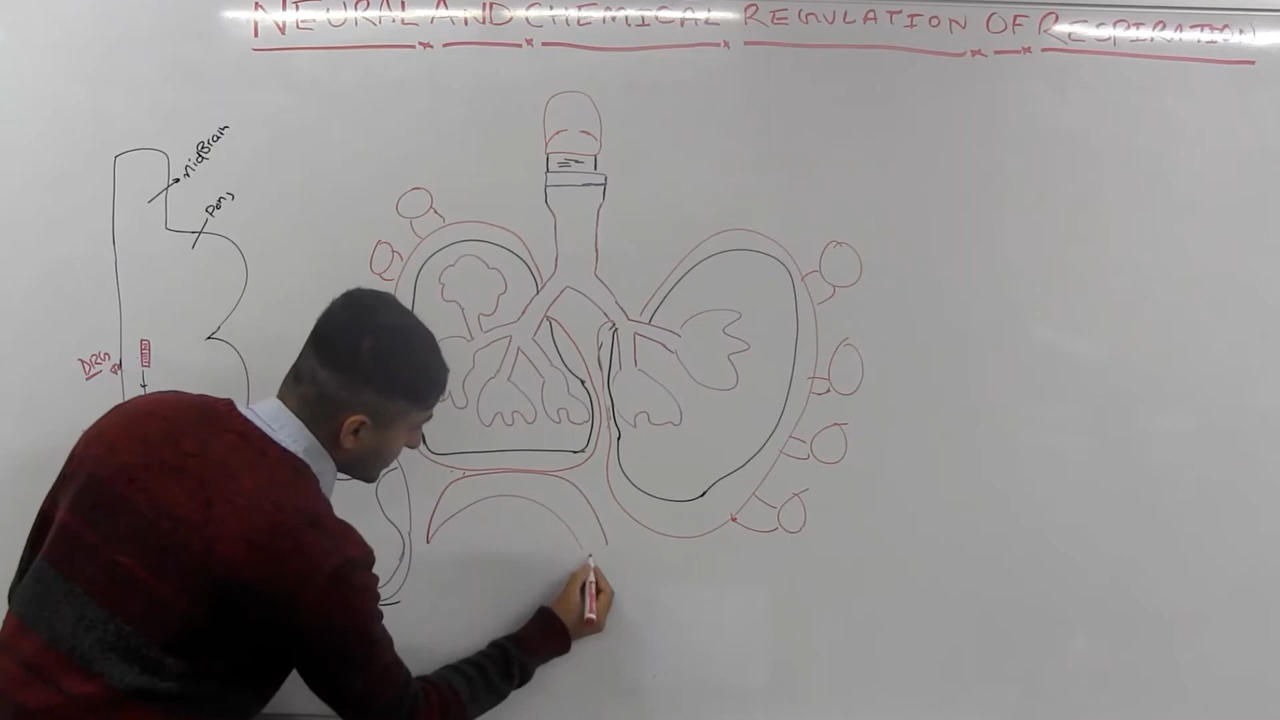 NEURAL AND CHEMICAL REGULATION OF RESPIRATION
midBrain
Pons
DRG